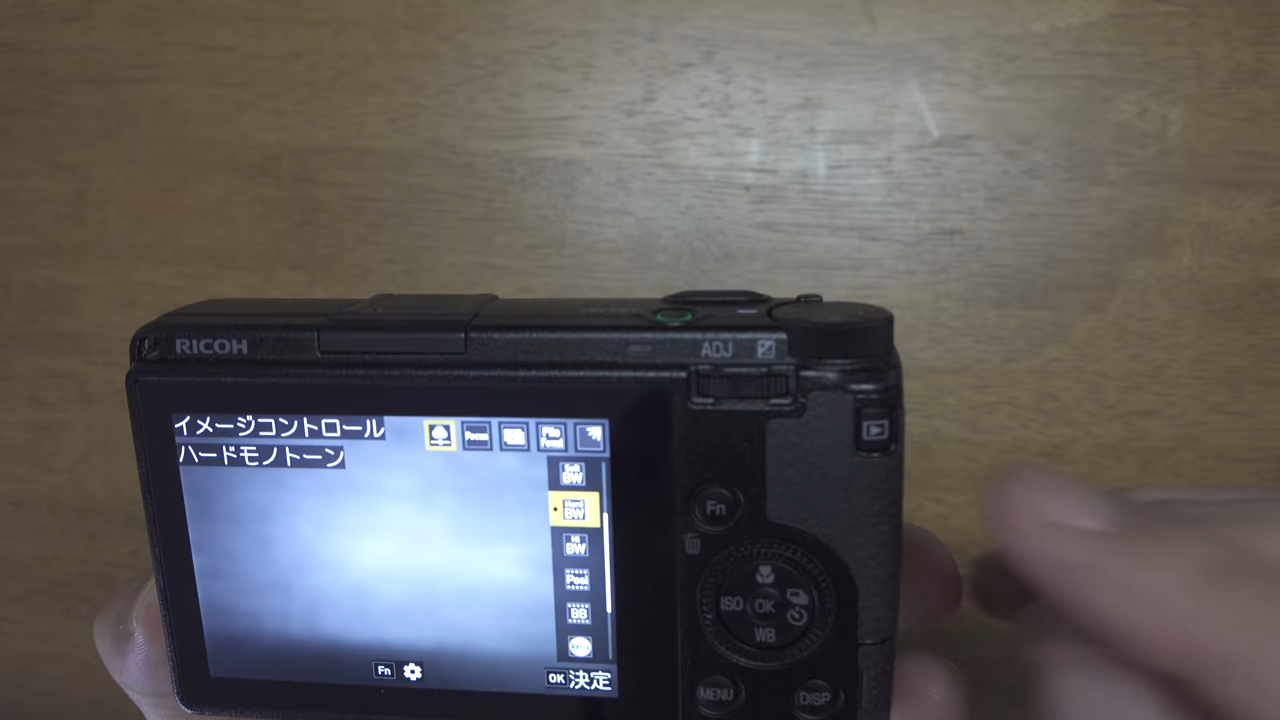 RICOH
ADJ
イメージコントロール
ハードモノトーン
Focus
File
Soft
BW
Hard
BW
Hi
BW
Posi
BB
Fn
OK 決定
Fn
ISO
OK
WB
MENU
DISP